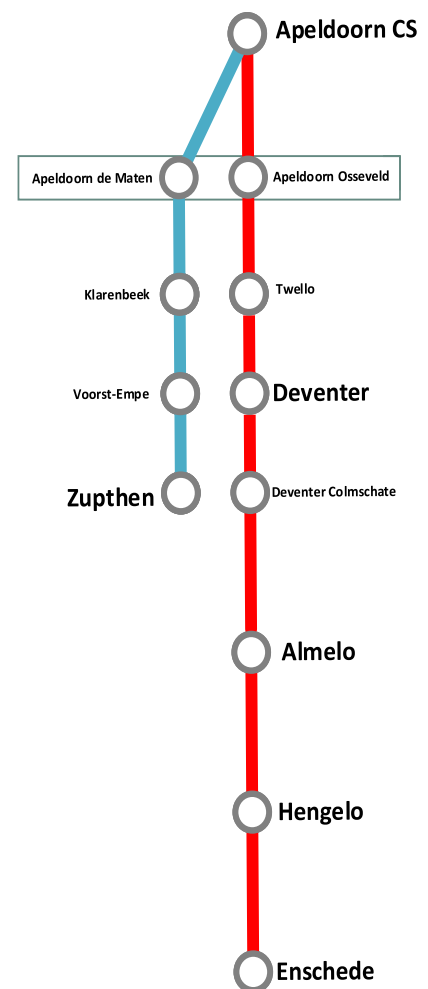 Apeldoorn CS
Apeldoorn de Maten
Apeldoorn Osseveld
Klarenbeek
Twello
Voorst-Empe
Deventer
Zupthen
Deventer Colmschate
Almelo
Hengelo
Enschede